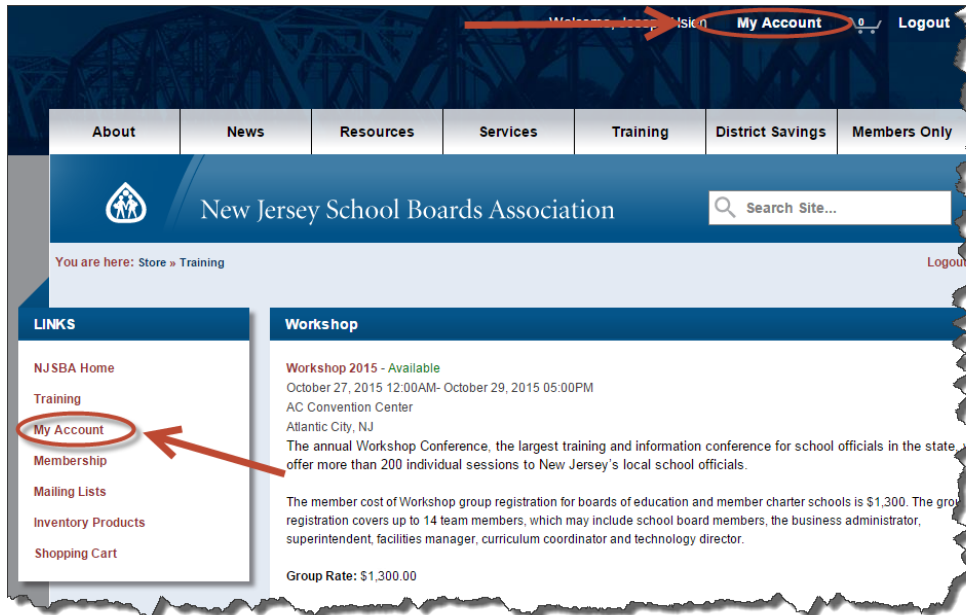 My Account 0 Logout
About News Resources Services Training District Savings Members Only
New Jersey School Boards Association
Search Site...
You are here: Store » Training
Logout
LINKS
NJSBA Home
Training
My Account
Membership
Mailing Lists
Inventory Products
Shopping Cart
Workshop
Workshop 2015 - Available
October 27, 2015 12:00AM- October 29, 2015 05:00PM
AC Convention Center
Atlantic City, NJ
The annual Workshop Conference, the largest training and information conference for school officials in the state,
offer more than 200 individual sessions to New Jersey's local school officials.
The member cost of Workshop group registration for boards of education and member charter schools is $1,300. The
registration covers up to 14 team members, which may include school board members, the business administrator,
superintendent, facilities manager, curriculum coordinator and technology director.
Group Rate: $1,300.00